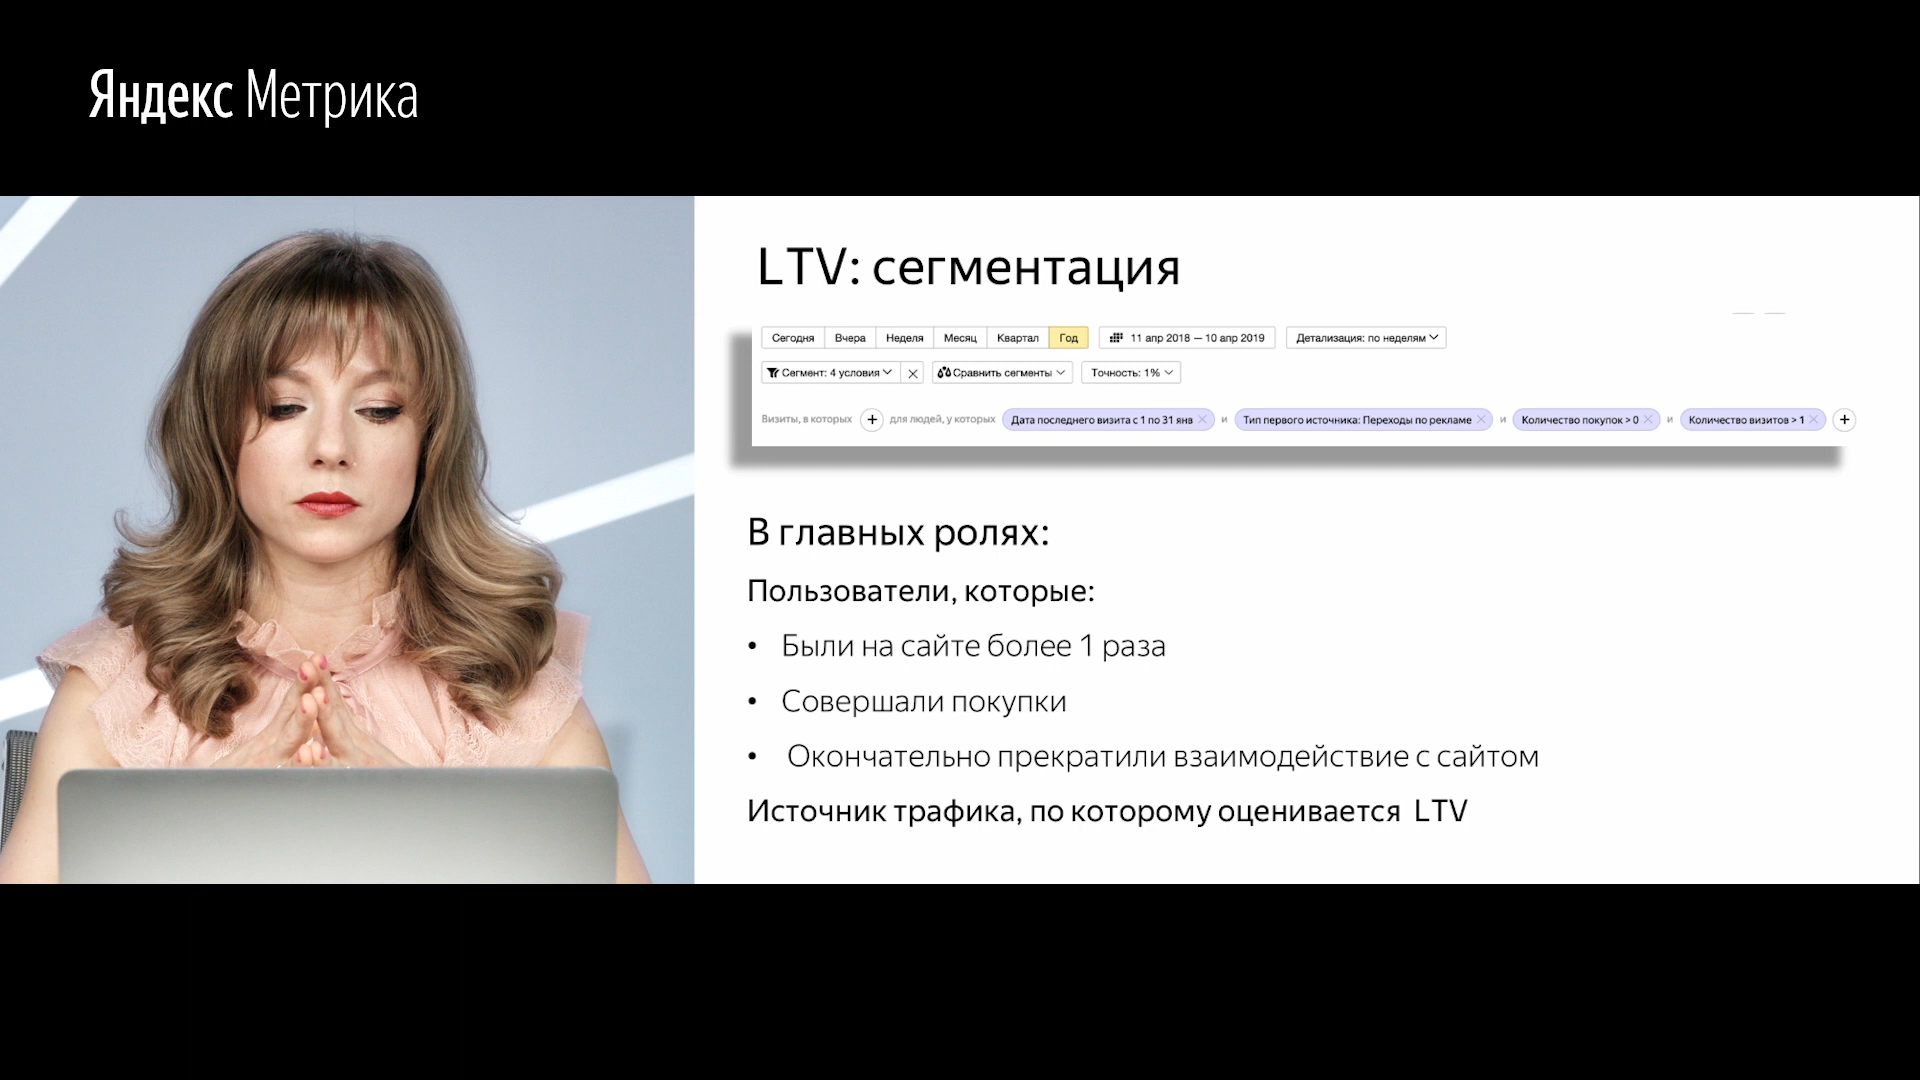 Яндекс Метрика
LTV: сегментация
Сегодня Вчера Неделя Месяц Квартал Год 11 апр 2018 — 10 апр 2019 Детализация: по неделям
Сегмент: 4 условия Сравнить сегменты Точность: 1%
Визиты, в которых + для людей, у которых Дата последнего визита с 1 по 31 янв и Тип первого источника: Переходы по рекламе и Количество покупок > 0 и Количество визитов > 1 +
В главных ролях:
Пользователи, которые:
• Были на сайте более 1 раза
• Совершали покупки
• Окончательно прекратили взаимодействие с сайтом
Источник трафика, по которому оценивается LTV